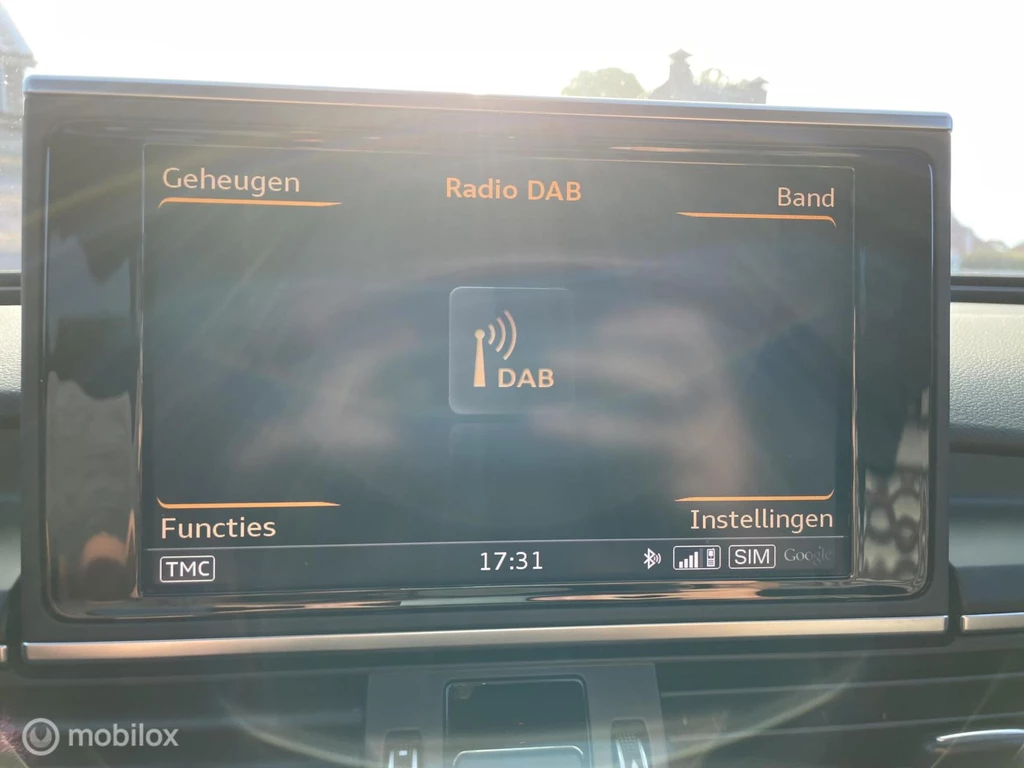 Geheugen
Radio DAB
Band
DAB
Functies
Instellingen
TMC
17:31
SIM
Google
mobilox